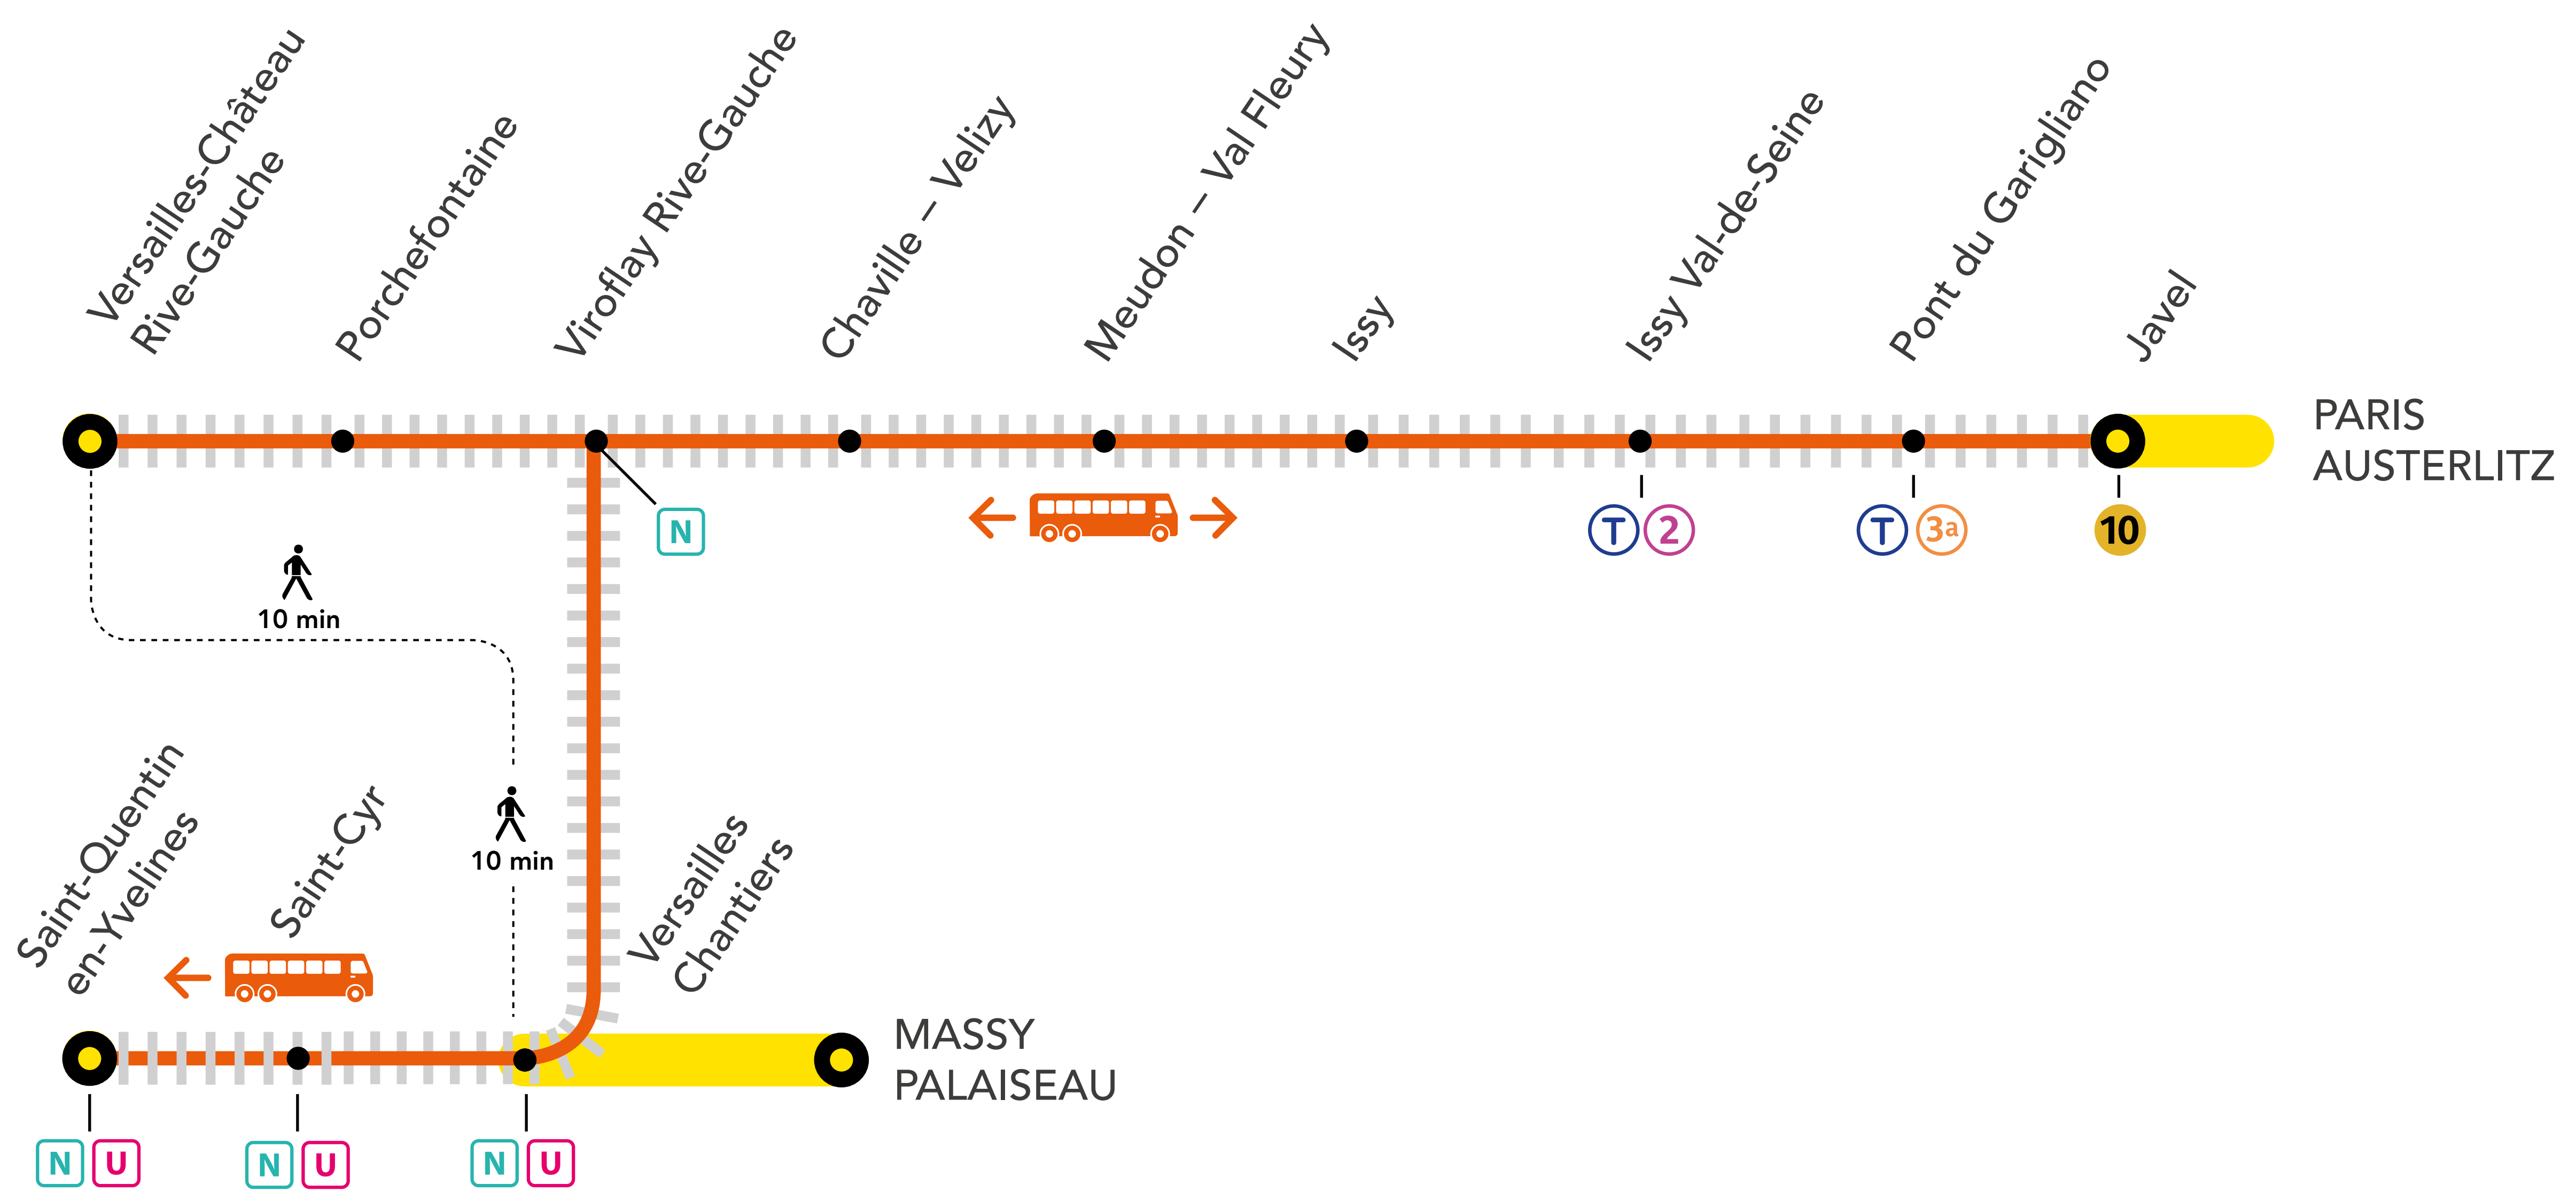 Versailles-Château
Rive-Gauche
Porchefontaine
Viroflay Rive-Gauche
Chaville – Velizy
Meudon – Val Fleury
Issy
Issy Val-de-Seine
Pont du Garigliano
Javel
PARIS
AUSTERLITZ
N
T 2
T 3a
10
10 min
10 min
Saint-Quentin
en-Yvelines
Saint-Cyr
Versailles
Chantiers
MASSY
PALAISEAU
N U
N U
N U